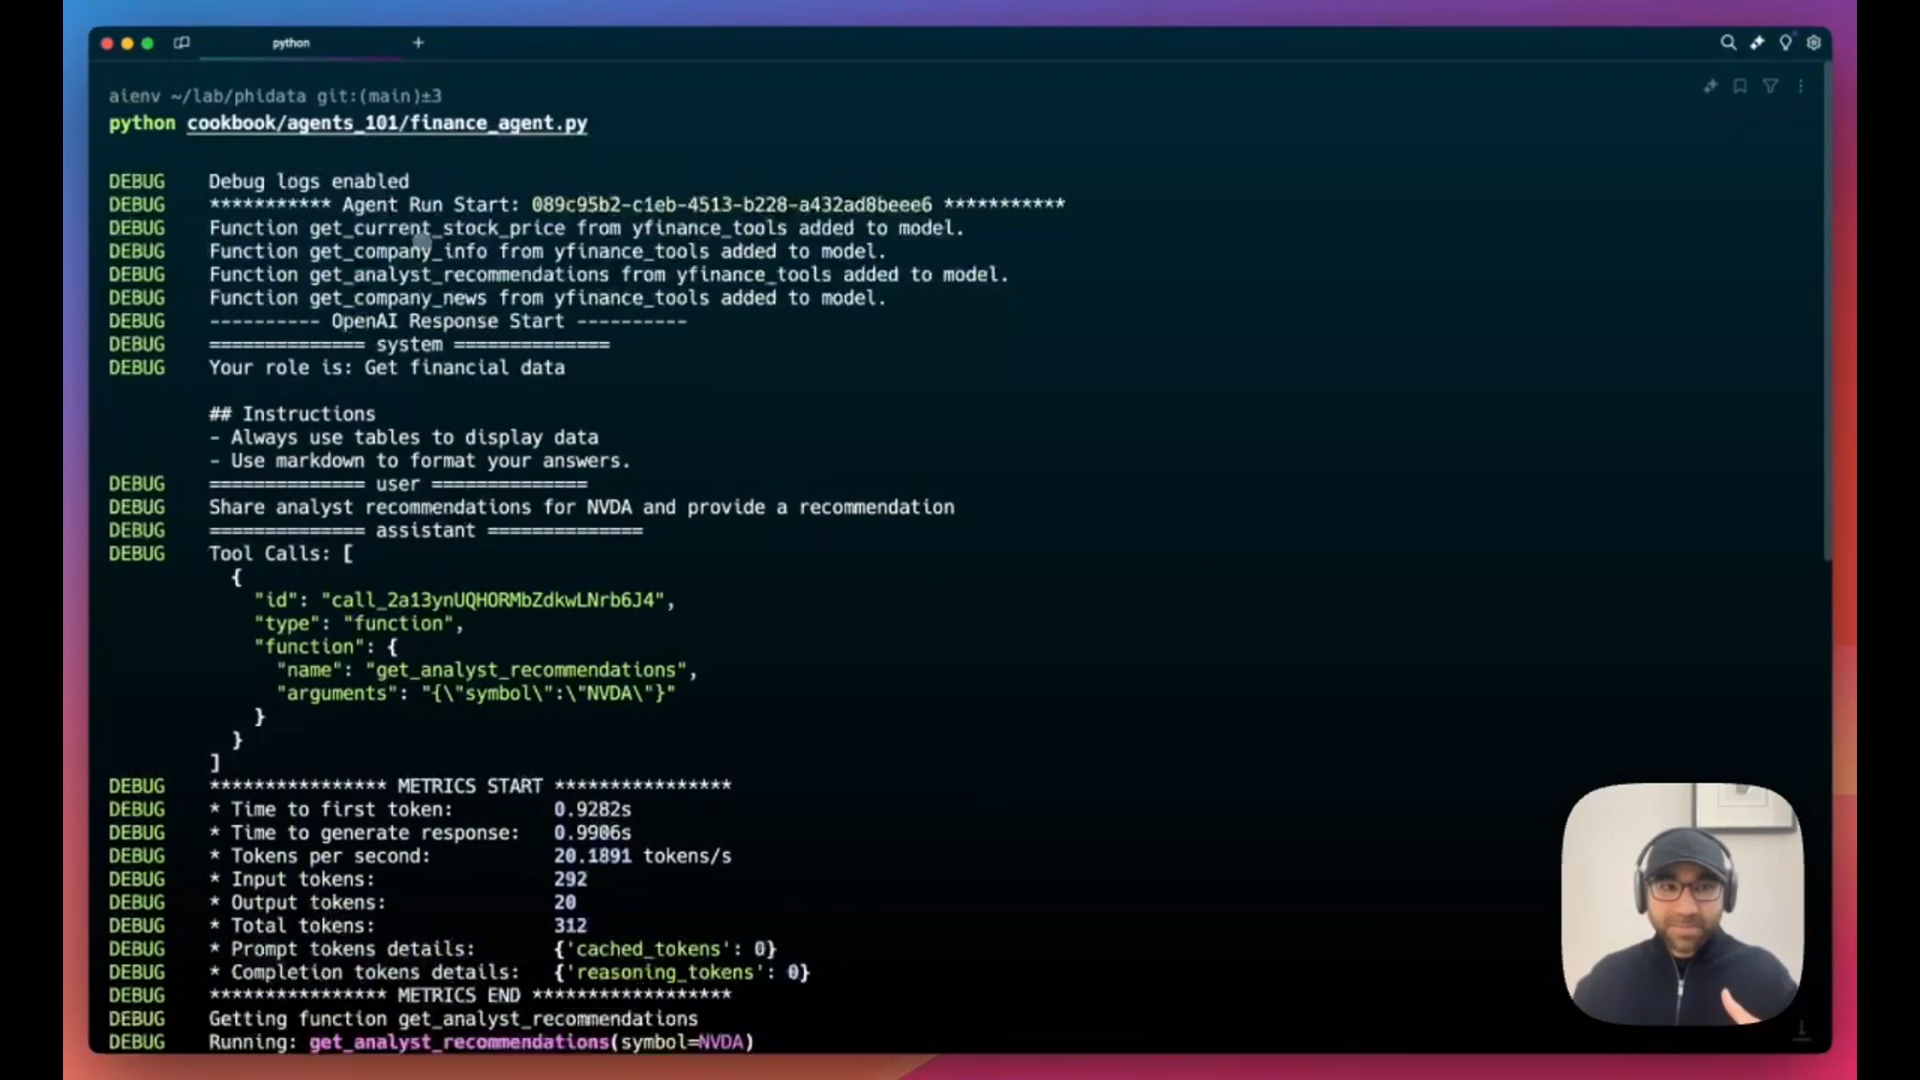 python
+
aienv ~/lab/phidata git:(main)±3
python cookbook/agents_101/finance_agent.py
DEBUG Debug logs enabled
DEBUG *********** Agent Run Start: 089c95b2-c1eb-4513-b228-a432ad8beee6 ***********
DEBUG Function get_current_stock_price from yfinance_tools added to model.
DEBUG Function get_company_info from yfinance_tools added to model.
DEBUG Function get_analyst_recommendations from yfinance_tools added to model.
DEBUG Function get_company_news from yfinance_tools added to model.
DEBUG ---------- OpenAI Response Start ----------
DEBUG ============== system ==============
DEBUG Your role is: Get financial data
## Instructions
- Always use tables to display data
- Use markdown to format your answers.
DEBUG ============== user ==============
DEBUG Share analyst recommendations for NVDA and provide a recommendation
DEBUG ============== assistant ==============
DEBUG Tool Calls: [
{
"id": "call_2a13ynUQHORMbZdkwLNrb6J4",
"type": "function",
"function": {
"name": "get_analyst_recommendations",
"arguments": "{\"symbol\":\"NVDA\"}"
}
}
]
DEBUG **************** METRICS START ****************
DEBUG * Time to first token: 0.9282s
DEBUG * Time to generate response: 0.9906s
DEBUG * Tokens per second: 20.1891 tokens/s
DEBUG * Input tokens: 292
DEBUG * Output tokens: 20
DEBUG * Total tokens: 312
DEBUG * Prompt tokens details: {'cached_tokens': 0}
DEBUG * Completion tokens details: {'reasoning_tokens': 0}
DEBUG **************** METRICS END ******************
DEBUG Getting function get_analyst_recommendations
DEBUG Running: get_analyst_recommendations(symbol=NVDA)